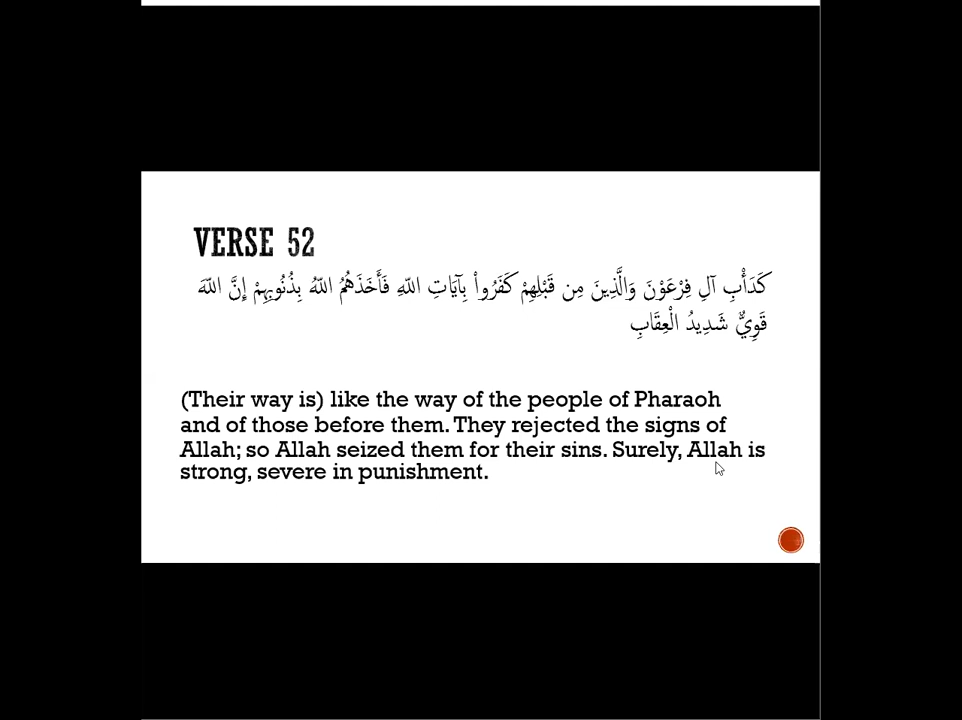 VERSE 52
كَدَأْبِ آلِ فِرْعَوْنَ وَالَّذِينَ مِن قَبْلِهِمْ كَفَرُواْ بِآيَاتِ اللّهِ فَأَخَذَهُمُ اللّهُ بِذُنُوبِهِمْ إِنَّ اللّهَ
قَوِيٌّ شَدِيدُ الْعِقَابِ
(Their way is) like the way of the people of Pharaoh
and of those before them. They rejected the signs of
Allah; so Allah seized them for their sins. Surely, Allah is
strong, severe in punishment.